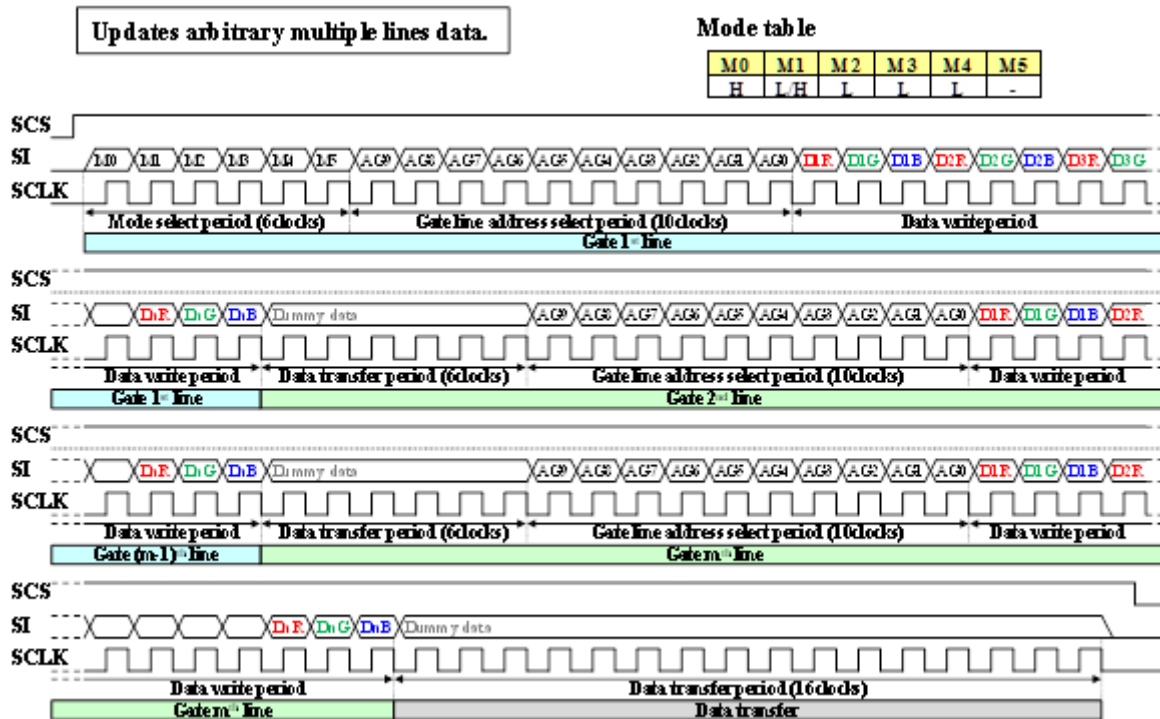 Updates arbitrary multiple lines data.
Mode table
M0 M1 M2 M3 M4 M5
H L/H L L L -
SCS
SI M0 M1 M2 M3 M4 M5 AG9 AG8 AG7 AG6 AG5 AG4 AG3 AG2 AG1 AG0 D1R D1G D1B D2R D2G D2B D3R D3G
SCLK
Mode select period (6clocks) Gate line address select period (10clocks) Data write period
Gate 1st line
SCS
SI DnR DnG DnB Dummy data AG9 AG8 AG7 AG6 AG5 AG4 AG3 AG2 AG1 AG0 D1R D1G D1B D2R
SCLK
Data write period Data transfer period (6clocks) Gate line address select period (10clocks) Data write period
Gate 1st line Gate 2nd line
SCS
SI DnR DnG DnB Dummy data AG9 AG8 AG7 AG6 AG5 AG4 AG3 AG2 AG1 AG0 D1R D1G D1B D2R
SCLK
Data write period Data transfer period (6clocks) Gate line address select period (10clocks) Data write period
Gate (m-1)th line Gate mth line
SCS
SI DnR DnG DnB Dummy data
SCLK
Data write period Data transfer period (16clocks)
Gate mth line Data transfer